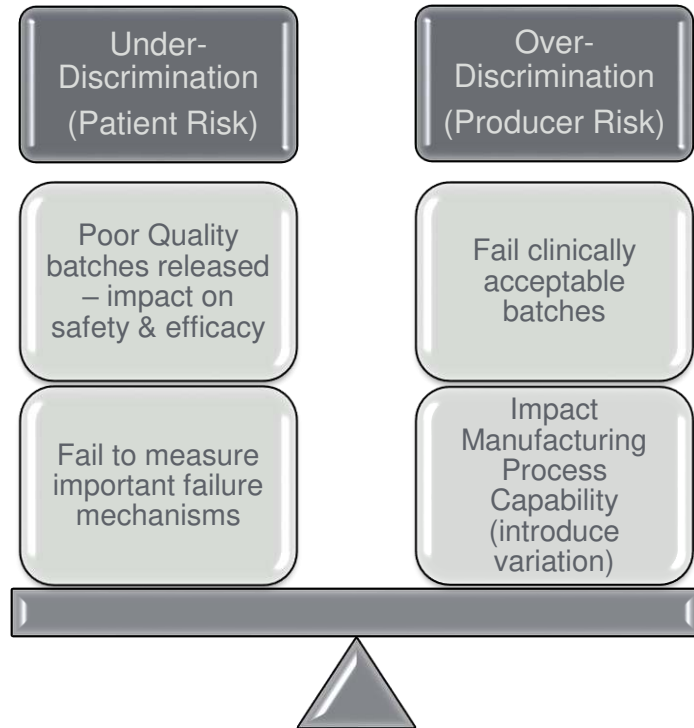 Under-
Discrimination
(Patient Risk)
Poor Quality
batches released
– impact on
safety & efficacy
Fail to measure
important failure
mechanisms
Over-
Discrimination
(Producer Risk)
Fail clinically
acceptable
batches
Impact
Manufacturing
Process
Capability
(introduce
variation)